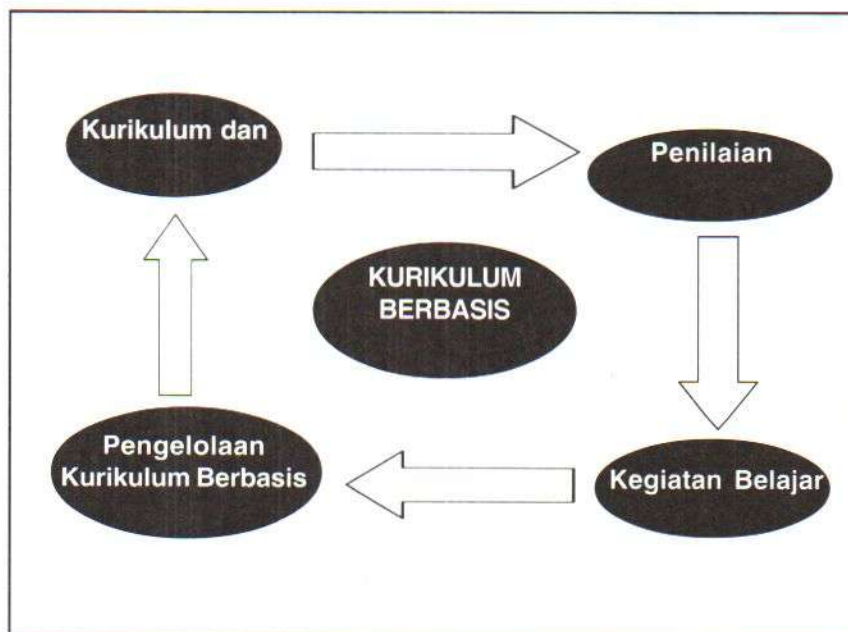 Kurikulum dan
Penilaian
KURIKULUM
BERBASIS
Pengelolaan
Kurikulum Berbasis
Kegiatan Belajar